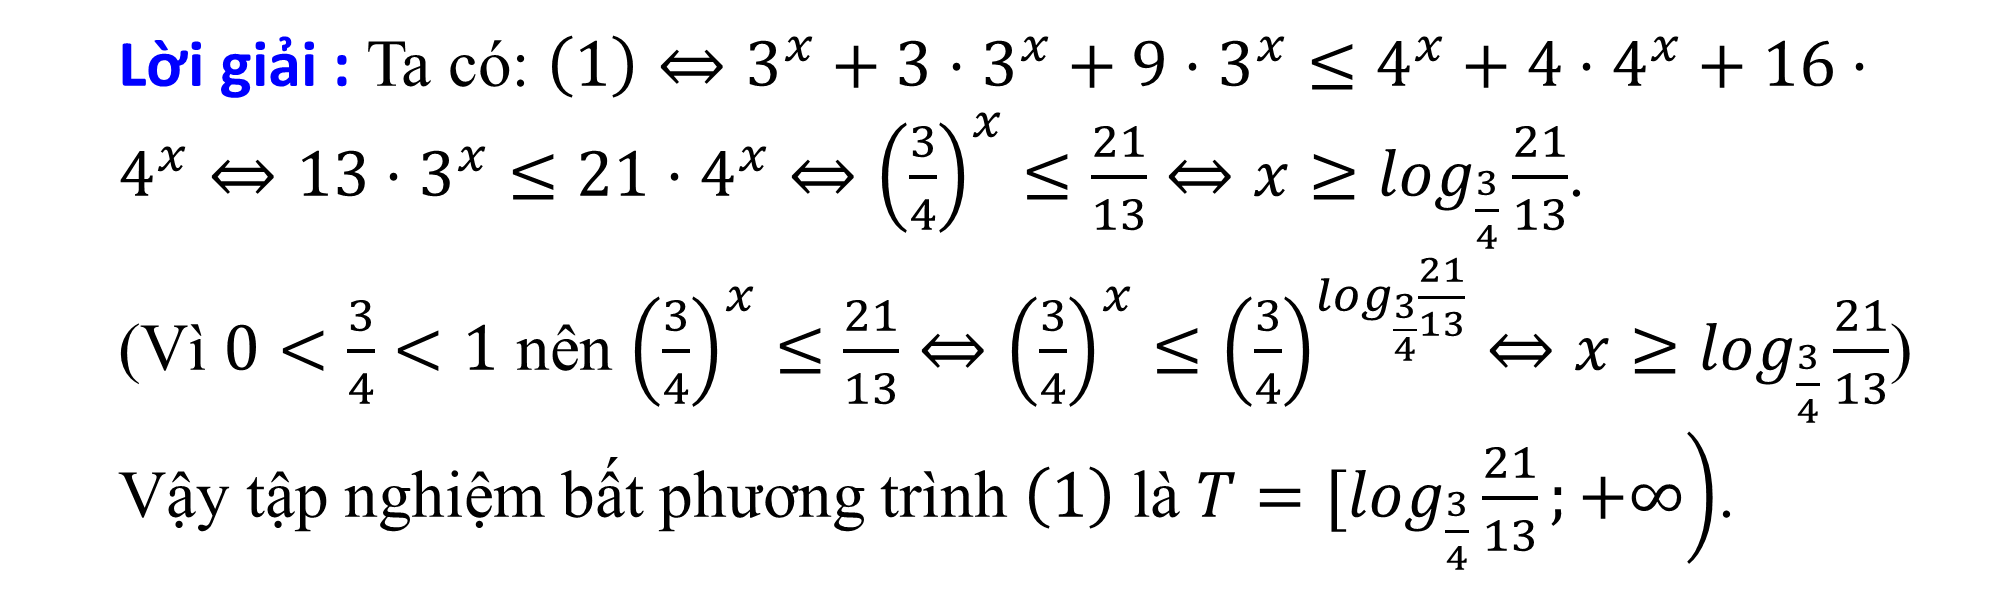 Lời giải : Ta có: (1) ⇔ 3^x + 3 · 3^x + 9 · 3^x ≤ 4^x + 4 · 4^x + 16 ·
4^x ⇔ 13 · 3^x ≤ 21 · 4^x ⇔ (3/4)^x ≤ 21/13 ⇔ x ≥ log_{3/4} 21/13.
(Vì 0 < 3/4 < 1 nên (3/4)^x ≤ 21/13 ⇔ (3/4)^x ≤ (3/4)^{log_{3/4} 21/13} ⇔ x ≥ log_{3/4} 21/13)
Vậy tập nghiệm bất phương trình (1) là T = [log_{3/4} 21/13; +∞).